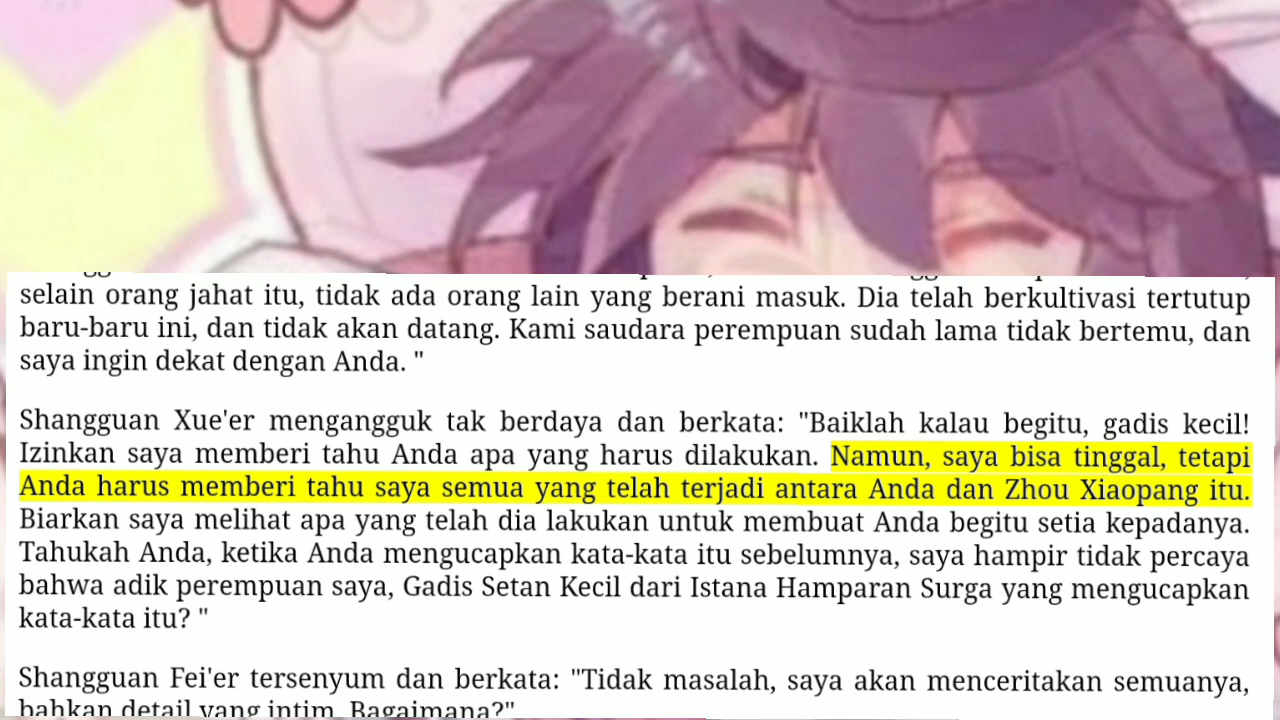 selain orang jahat itu, tidak ada orang lain yang berani masuk. Dia telah berkultivasi tertutup
baru-baru ini, dan tidak akan datang. Kami saudara perempuan sudah lama tidak bertemu, dan
saya ingin dekat dengan Anda. "
Shangguan Xue'er mengangguk tak berdaya dan berkata: "Baiklah kalau begitu, gadis kecil!
Izinkan saya memberi tahu Anda apa yang harus dilakukan. Namun, saya bisa tinggal, tetapi
Anda harus memberi tahu saya semua yang telah terjadi antara Anda dan Zhou Xiaopang itu.
Biarkan saya melihat apa yang telah dia lakukan untuk membuat Anda begitu setia kepadanya.
Tahukah Anda, ketika Anda mengucapkan kata-kata itu sebelumnya, saya hampir tidak percaya
bahwa adik perempuan saya, Gadis Setan Kecil dari Istana Hamparan Surga yang mengucapkan
kata-kata itu? "
Shangguan Fei'er tersenyum dan berkata: "Tidak masalah, saya akan menceritakan semuanya,
bahkan detail yang intim. Bagaimana?"